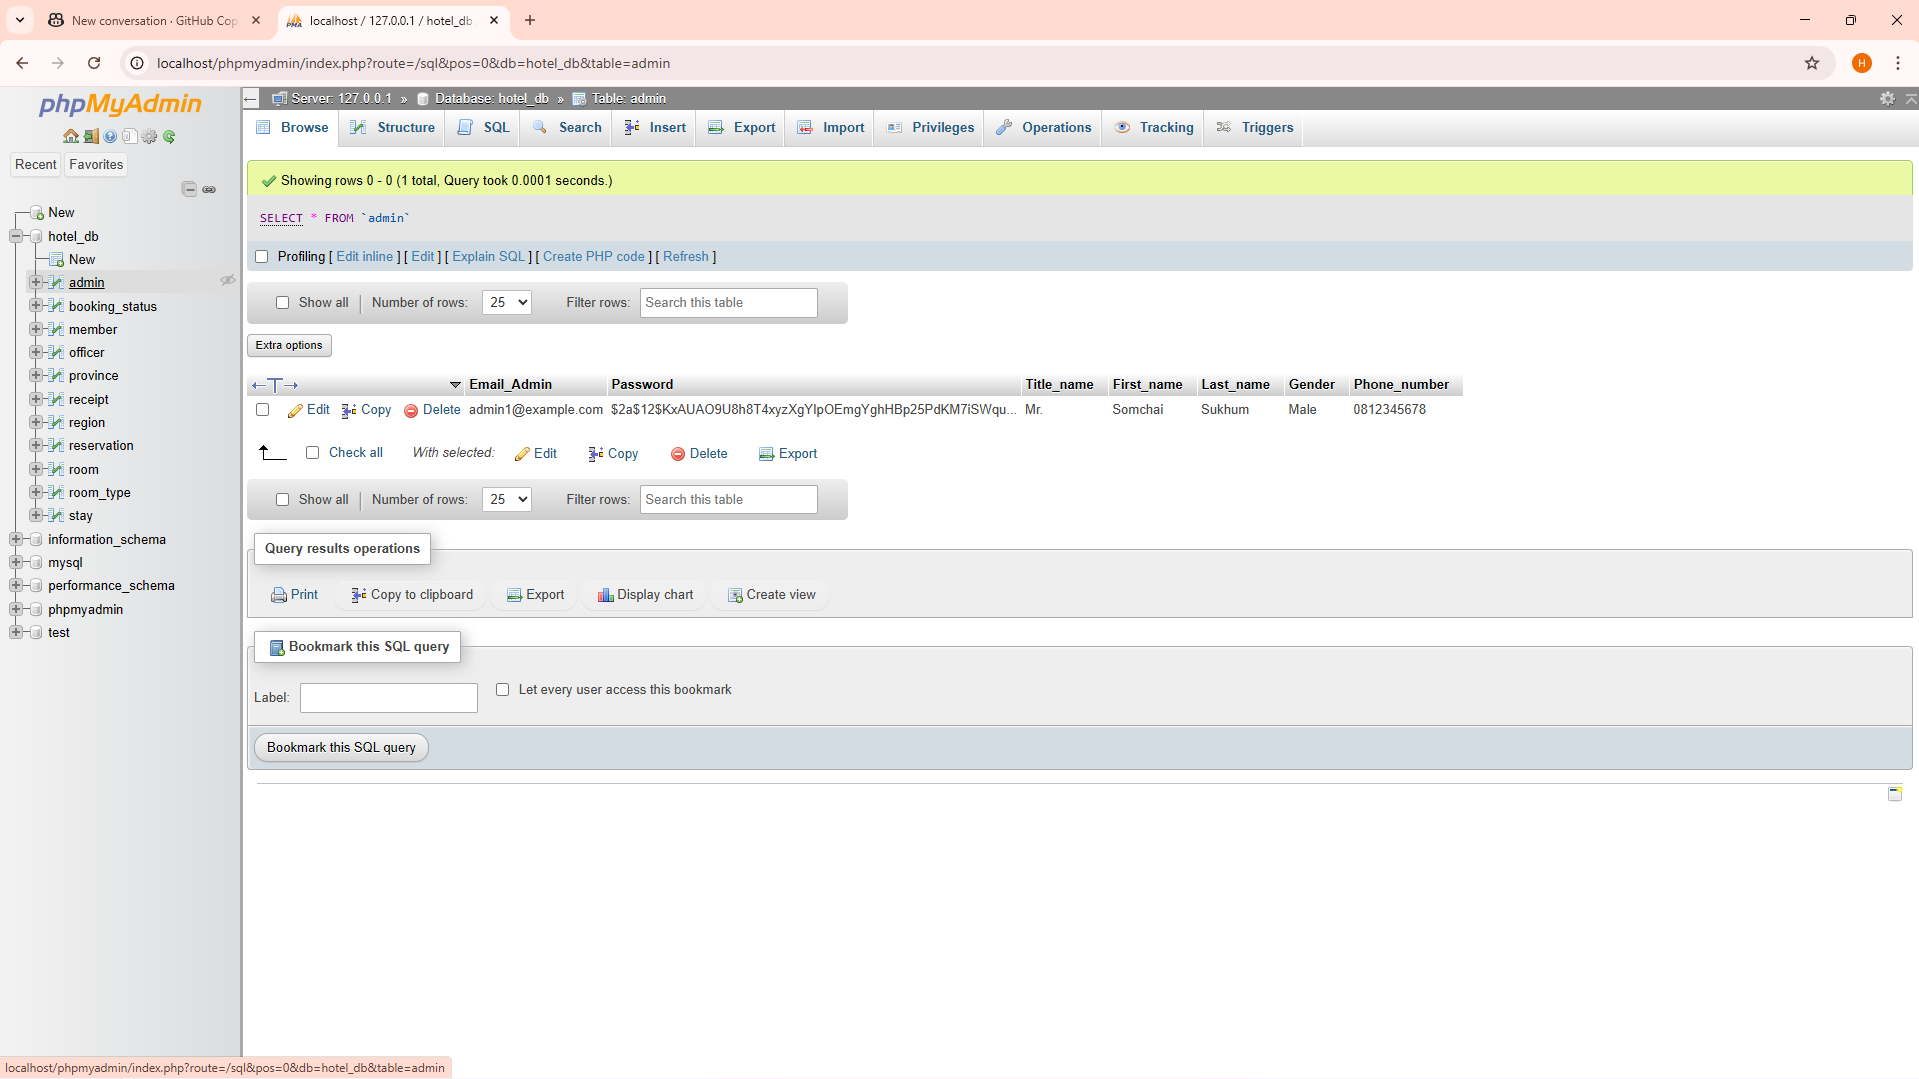 New conversation · GitHub Cop
localhost / 127.0.0.1 / hotel_db
localhost/phpmyadmin/index.php?route=/sql&pos=0&db=hotel_db&table=admin
H
phpMyAdmin
Recent
Favorites
New
hotel_db
New
admin
booking_status
member
officer
province
receipt
region
reservation
room
room_type
stay
information_schema
mysql
performance_schema
phpmyadmin
test
Server: 127.0.0.1 » Database: hotel_db » Table: admin
Browse Structure SQL Search Insert Export Import Privileges Operations Tracking Triggers
Showing rows 0 - 0 (1 total, Query took 0.0001 seconds.)
SELECT * FROM `admin`
Profiling [ Edit inline ] [ Edit ] [ Explain SQL ] [ Create PHP code ] [ Refresh ]
Show all Number of rows: 25 Filter rows: Search this table
Extra options
Email_Admin Password Title_name First_name Last_name Gender Phone_number
Edit Copy Delete admin1@example.com $2a$12$KxAUAO9U8h8T4xyzXgYIpOEmgYghHBp25PdKM7iSWqu... Mr. Somchai Sukhum Male 0812345678
Check all With selected: Edit Copy Delete Export
Show all Number of rows: 25 Filter rows: Search this table
Query results operations
Print Copy to clipboard Export Display chart Create view
Bookmark this SQL query
Label: Let every user access this bookmark
Bookmark this SQL query
localhost/phpmyadmin/index.php?route=/sql&pos=0&db=hotel_db&table=admin